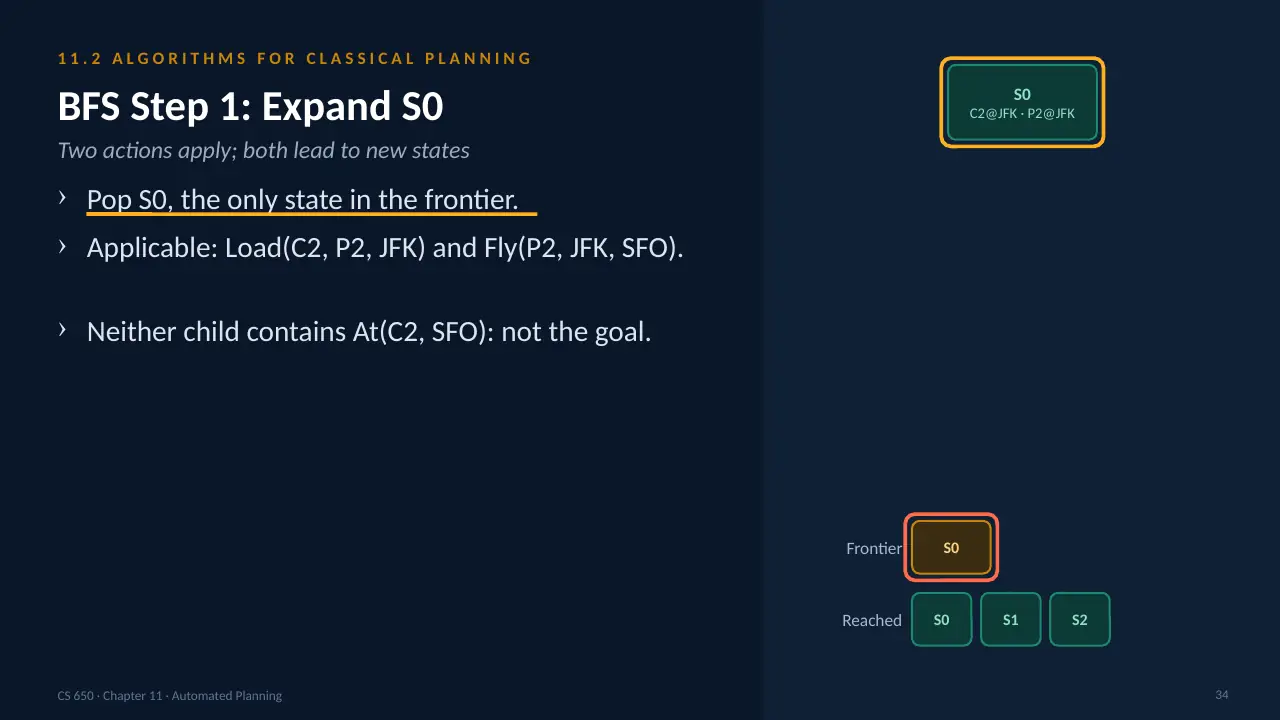 11.2 ALGORITHMS FOR CLASSICAL PLANNING
BFS Step 1: Expand S0
Two actions apply; both lead to new states
› Pop S0, the only state in the frontier.
› Applicable: Load(C2, P2, JFK) and Fly(P2, JFK, SFO).
› Neither child contains At(C2, SFO): not the goal.
S0
C2@JFK · P2@JFK
Frontier S0
Reached S0 S1 S2
CS 650 · Chapter 11 · Automated Planning
34